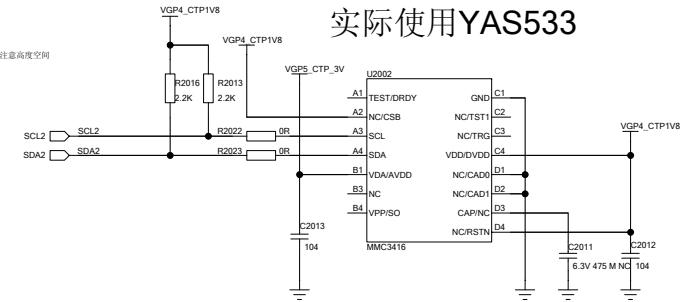 实际使用YAS533
注意高度空间
VGP4_CTP1V8
VGP4_CTP1V8
VGP5_CTP_3V
VGP4_CTP1V8
R2016
2.2K
R2013
2.2K
U2002
A1 TEST/DRDY GND C1
A2 NC/CSB NC/TST1 C2
SCL2 SCL2 R2022 0R A3 SCL NC/TRG C3
SDA2 SDA2 R2023 0R A4 SDA VDD/DVDD C4
B1 VDA/AVDD NC/CAD0 D1
B3 NC NC/CAD1 D2
B4 VPP/SO CAP/NC D3
NC/RSTN D4
MMC3416
C2013
104
C2011
6.3V 475 M NC
C2012
104